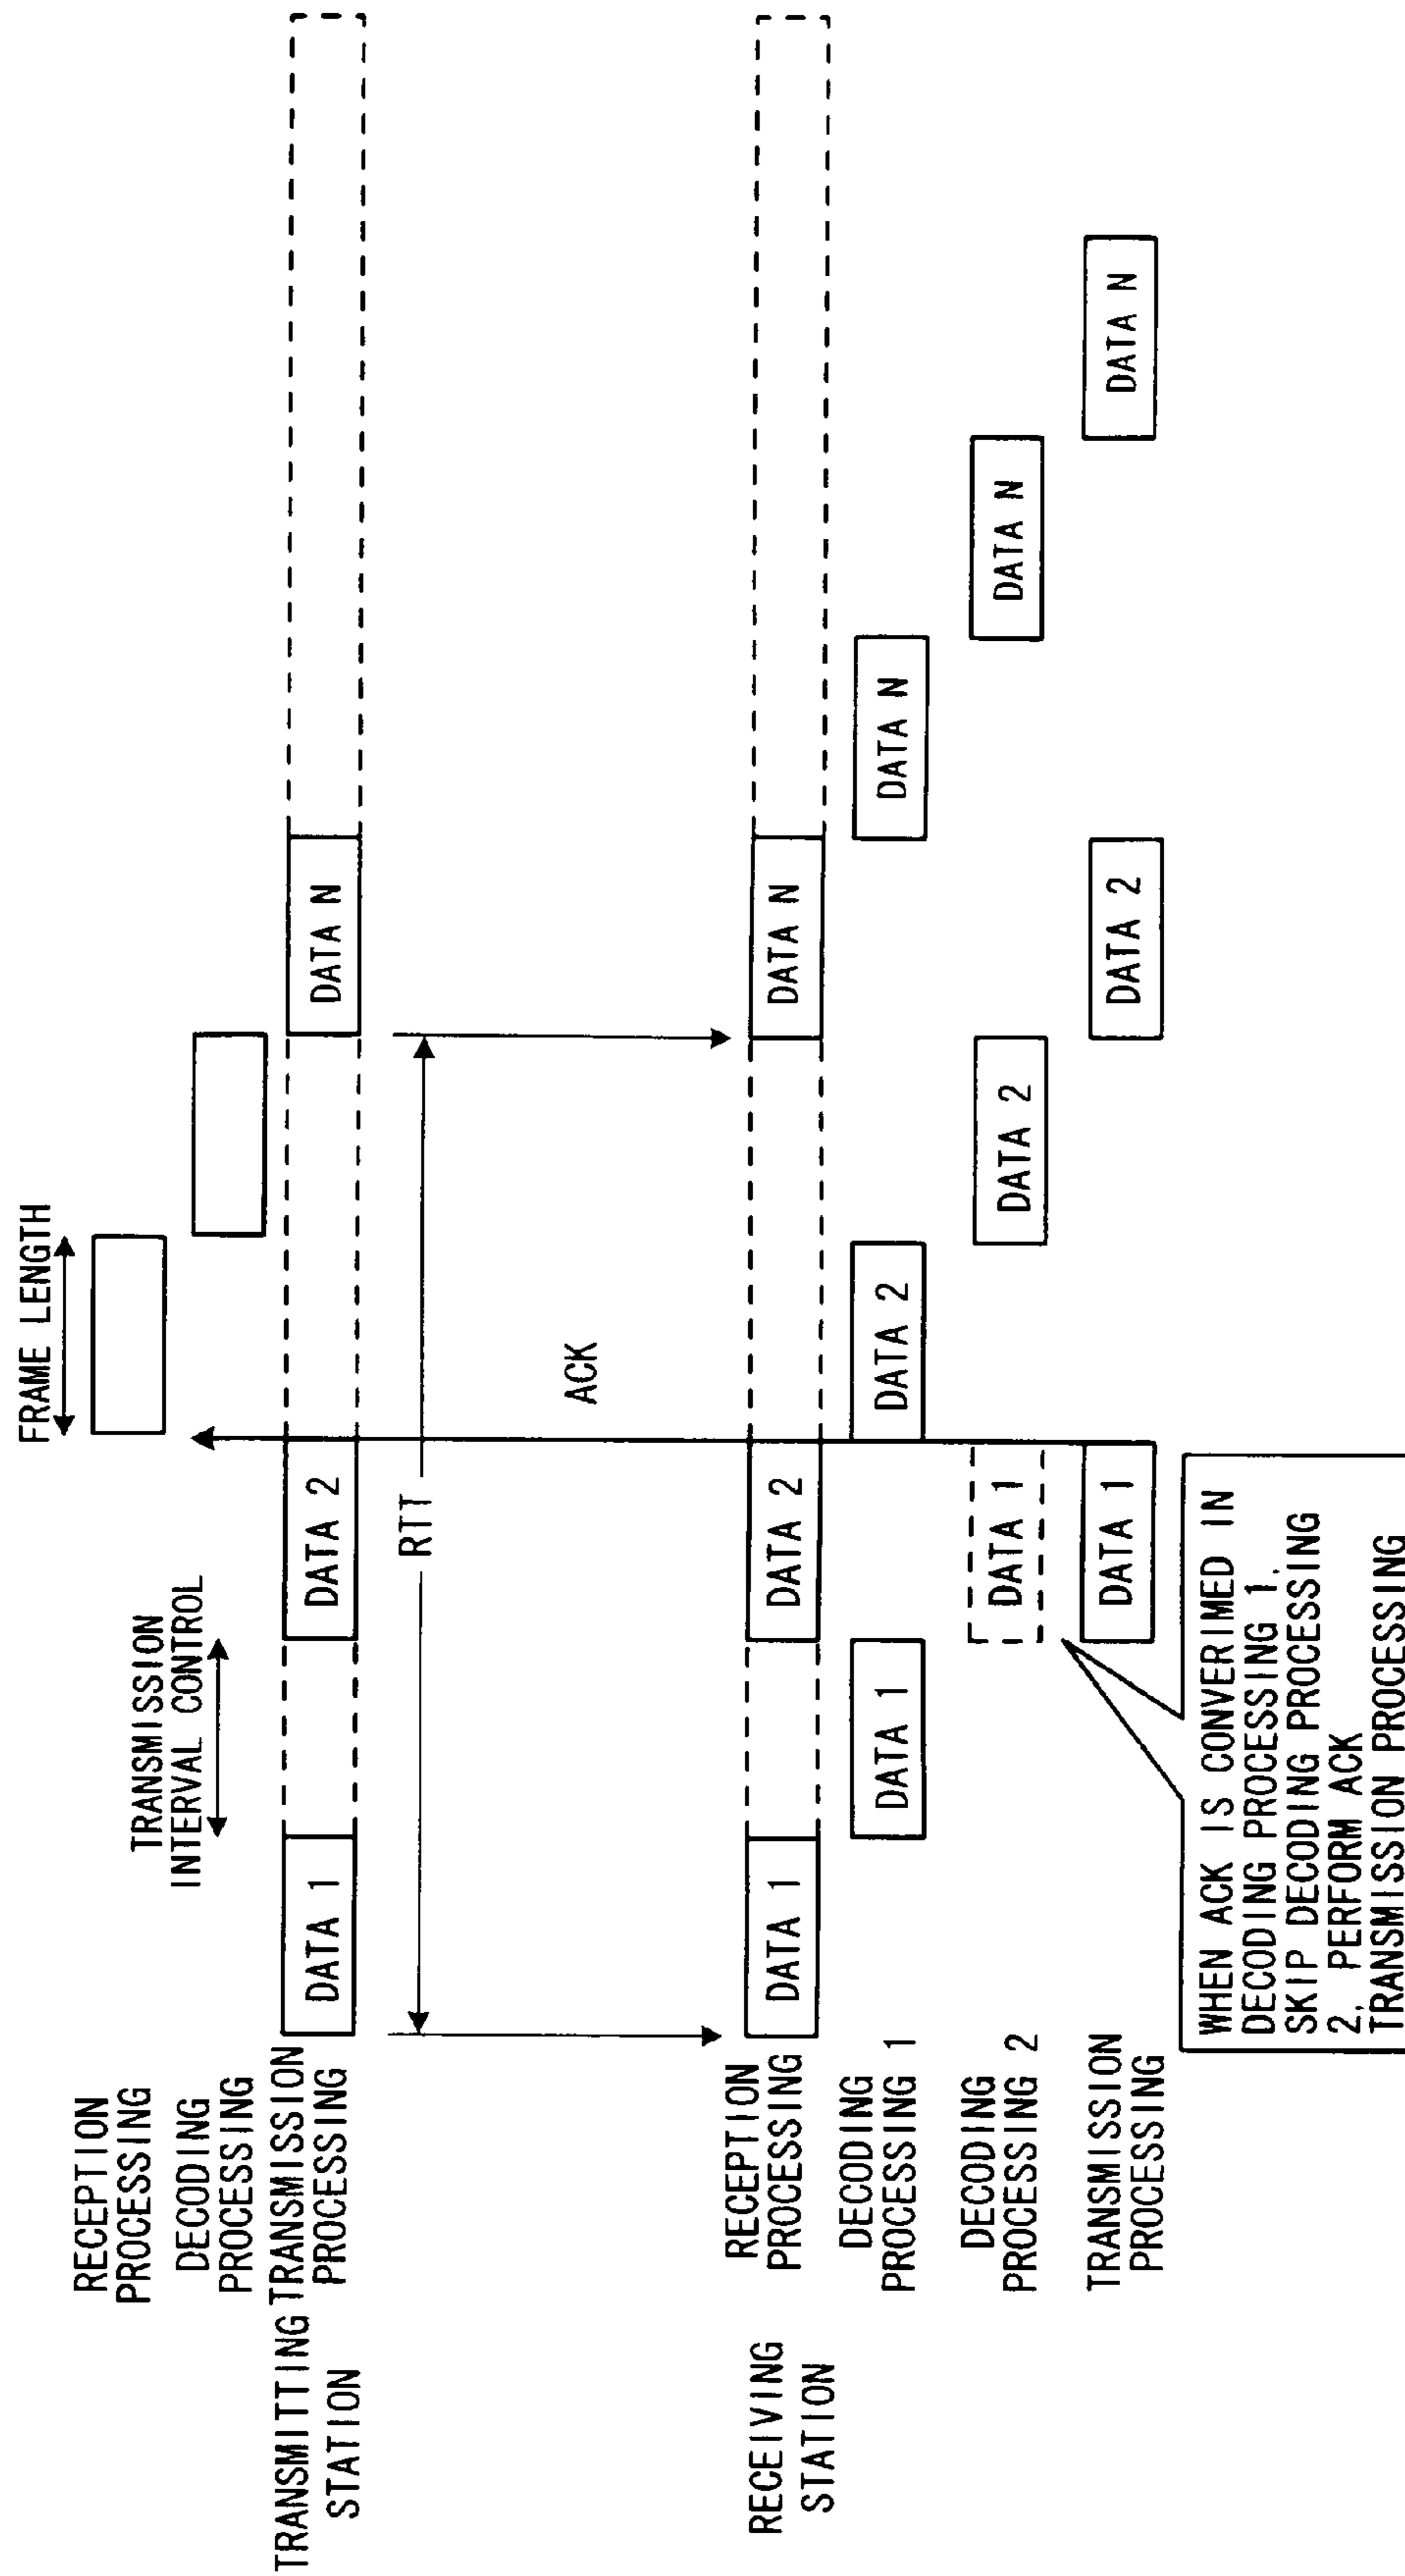 FRAME LENGTH
TRANSMISSION
INTERVAL CONTROL
RECEPTION
PROCESSING
DECODING
PROCESSING
TRANSMITTING
STATION
TRANSMISSION
PROCESSING
DATA 1
DATA 2
DATA N
RTT
ACK
RECEIVING
STATION
RECEPTION
PROCESSING
DATA 1
DATA 2
DATA N
DECODING
PROCESSING 1
DATA 1
DATA 2
DATA N
DECODING
PROCESSING 2
DATA 1
DATA 2
DATA N
TRANSMISSION
PROCESSING
DATA 1
DATA 2
DATA N
WHEN ACK IS CONVERIMED IN
DECODING PROCESSING 1,
SKIP DECODING PROCESSING
2, PERFORM ACK
TRANSMISSION PROCESSING